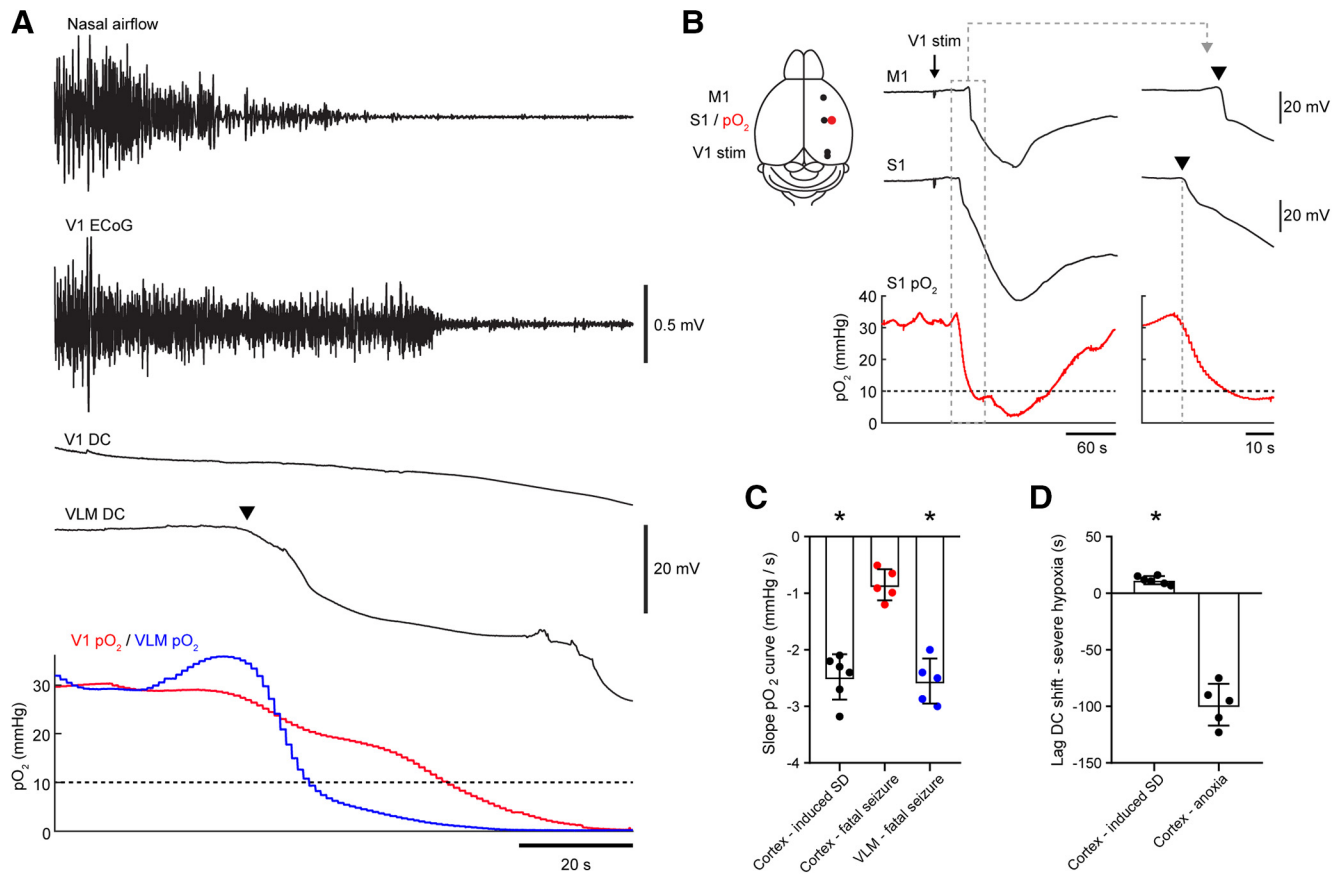 A
Nasal airflow
V1 ECoG
0.5 mV
V1 DC
VLM DC
20 mV
V1 pO2 / VLM pO2
pO2 (mmHg)
30
20
10
0
20 s
B
V1 stim
M1
S1 / pO2
V1 stim
M1
20 mV
S1
20 mV
S1 pO2
pO2 (mmHg)
40
30
20
10
0
60 s
10 s
C
* *
Slope pO2 curve (mmHg / s)
0
-1
-2
-3
-4
Cortex - induced SD
Cortex - fatal seizure
VLM - fatal seizure
D
*
Lag DC shift - severe hypoxia (s)
50
0
-50
-100
-150
Cortex - induced SD
Cortex - anoxia